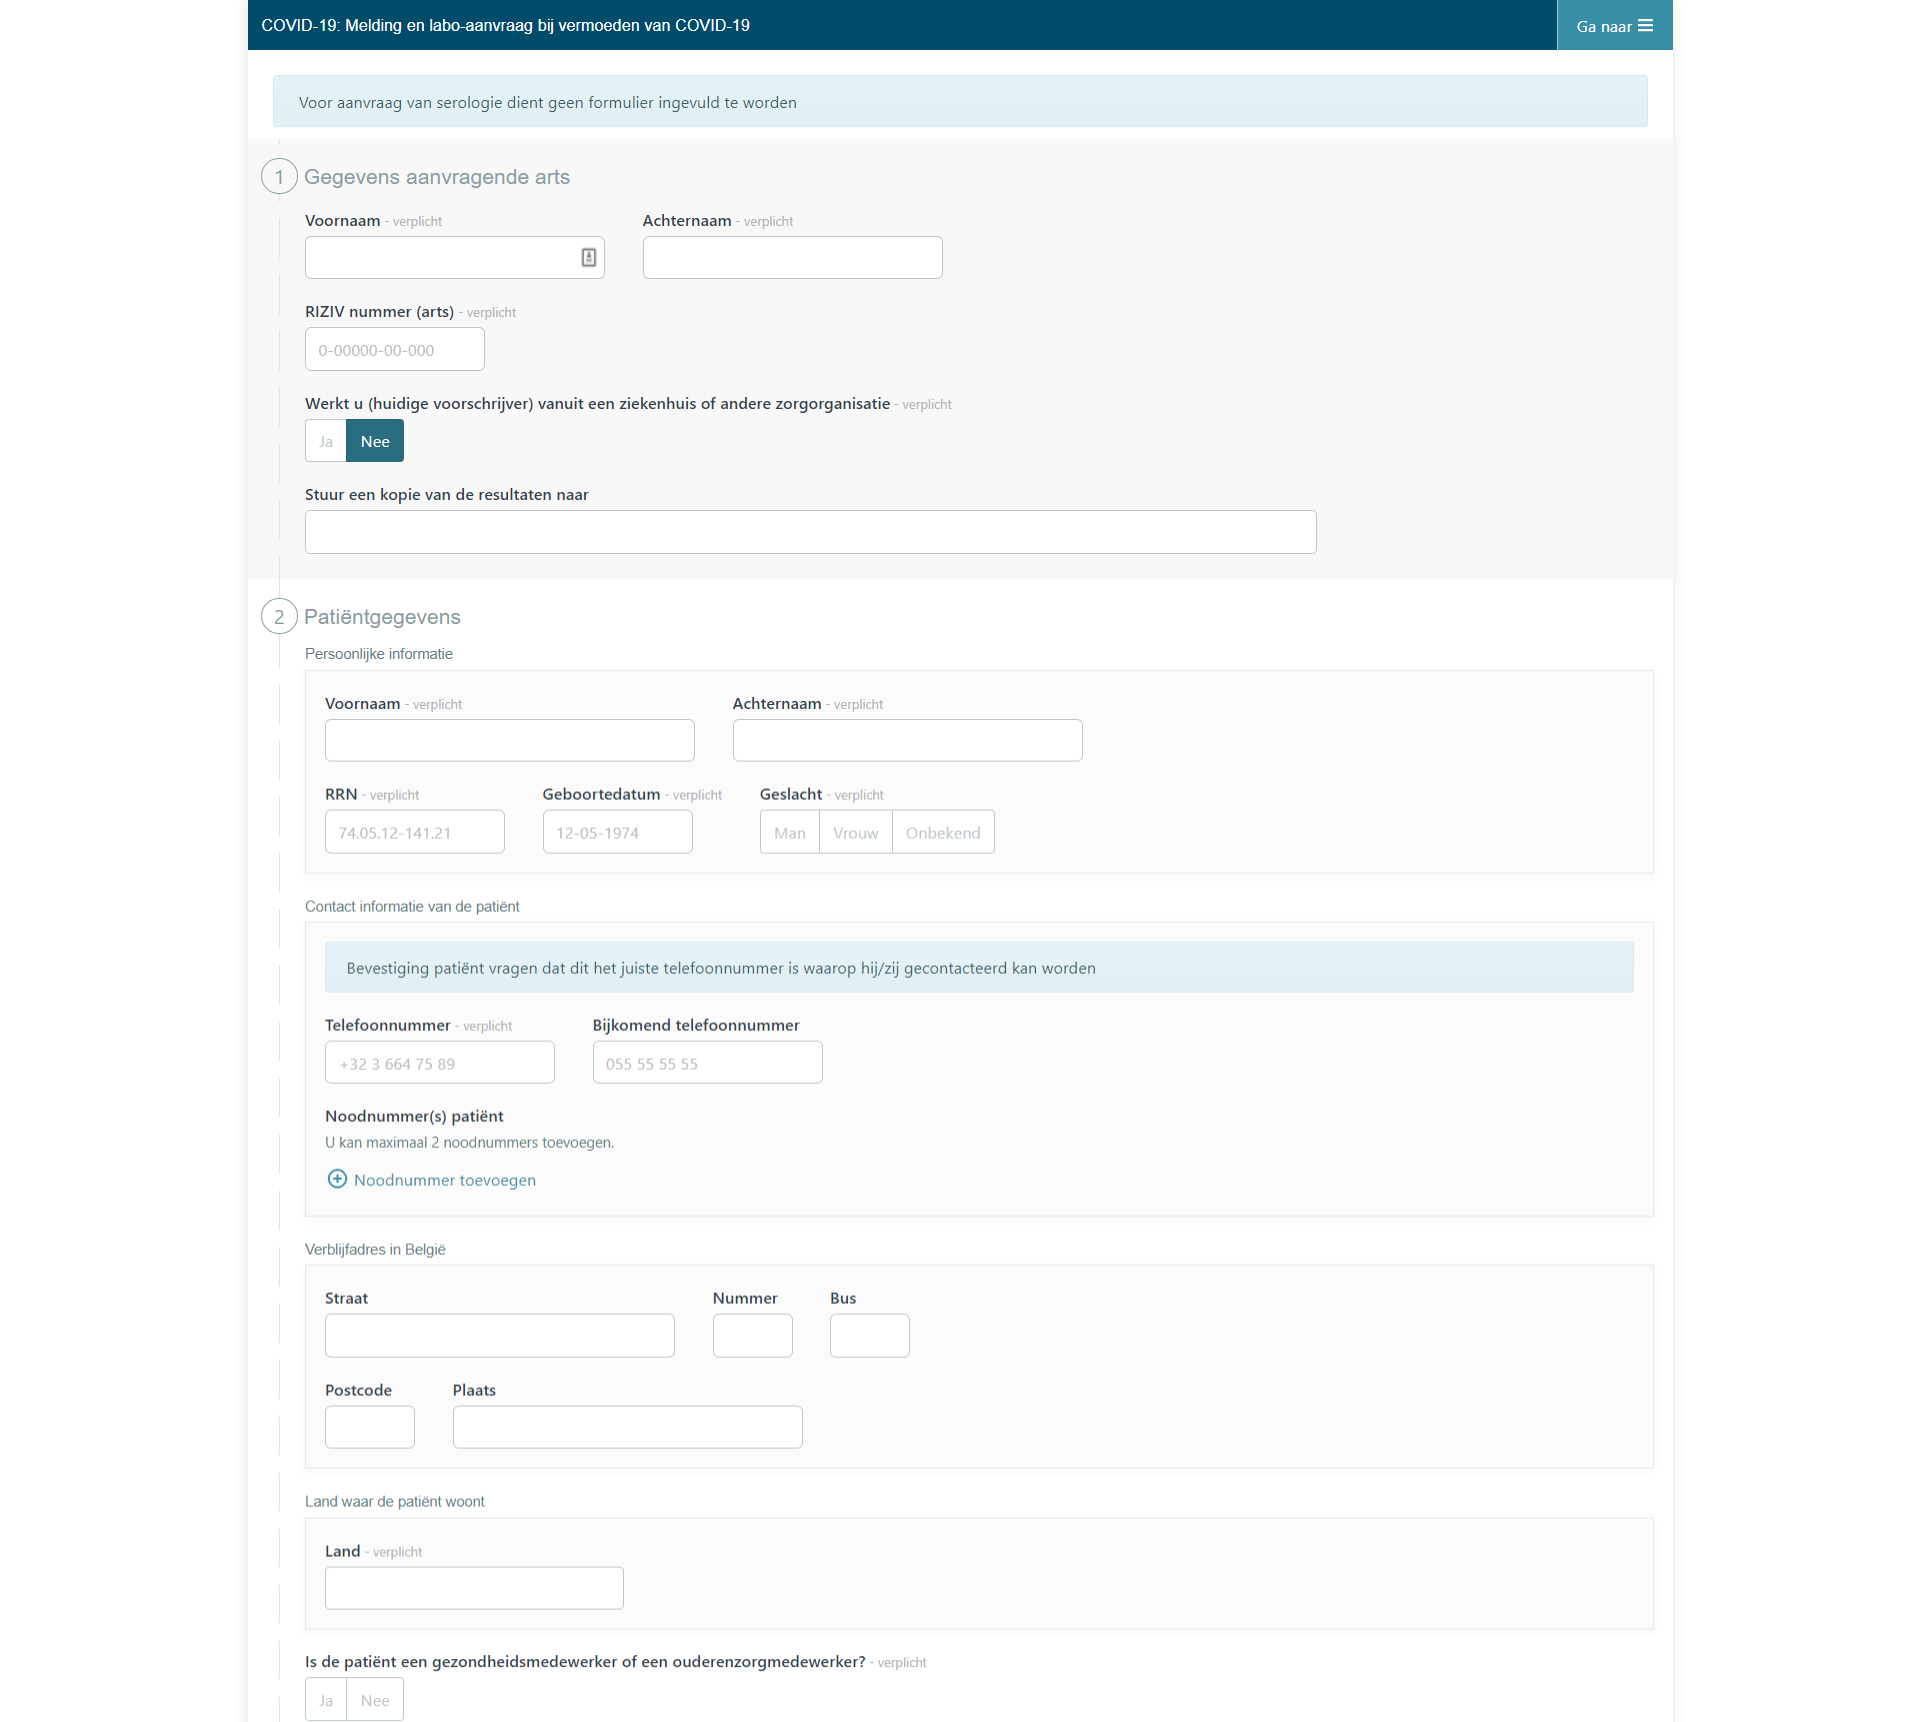 COVID-19: Melding en labo-aanvraag bij vermoeden van COVID-19
Ga naar
Voor aanvraag van serologie dient geen formulier ingevuld te worden
1 Gegevens aanvragende arts
Voornaam - verplicht Achternaam - verplicht
RIZIV nummer (arts) - verplicht
0-00000-00-000
Werkt u (huidige voorschrijver) vanuit een ziekenhuis of andere zorgorganisatie - verplicht
Ja Nee
Stuur een kopie van de resultaten naar
2 Patiëntgegevens
Persoonlijke informatie
Voornaam - verplicht Achternaam - verplicht
RRN - verplicht Geboortedatum - verplicht Geslacht - verplicht
74.05.12-141.21 12-05-1974 Man Vrouw Onbekend
Contact informatie van de patiënt
Bevestiging patiënt vragen dat dit het juiste telefoonnummer is waarop hij/zij gecontacteerd kan worden
Telefoonnummer - verplicht Bijkomend telefoonnummer
+32 3 664 75 89 055 55 55 55
Noodnummer(s) patiënt
U kan maximaal 2 noodnummers toevoegen.
Noodnummer toevoegen
Verblijfadres in België
Straat Nummer Bus
Postcode Plaats
Land waar de patiënt woont
Land - verplicht
Is de patiënt een gezondheidsmedewerker of een ouderenzorgmedewerker? - verplicht
Ja Nee